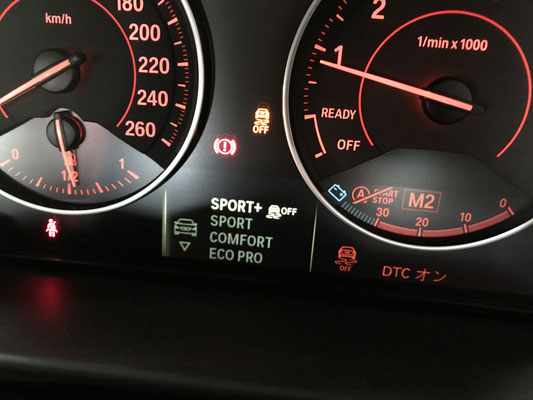 km/h
180
200
220
240
260
0
1/2
1
OFF
2
1/min x 1000
1
READY
OFF
SPORT+ OFF
SPORT
COMFORT
ECO PRO
A START
STOP
M2
30
20
10
0
OFF
DTC オン